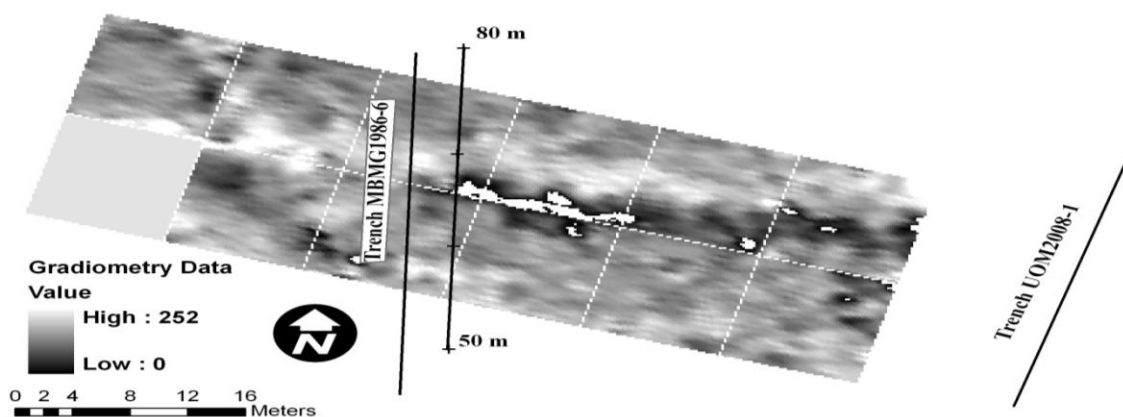 80 m
Trench MBMG1986-6
Trench UOM2008-1
Gradiometry Data
Value
High : 252
Low : 0
N
50 m
0 2 4 8 12 16
Meters